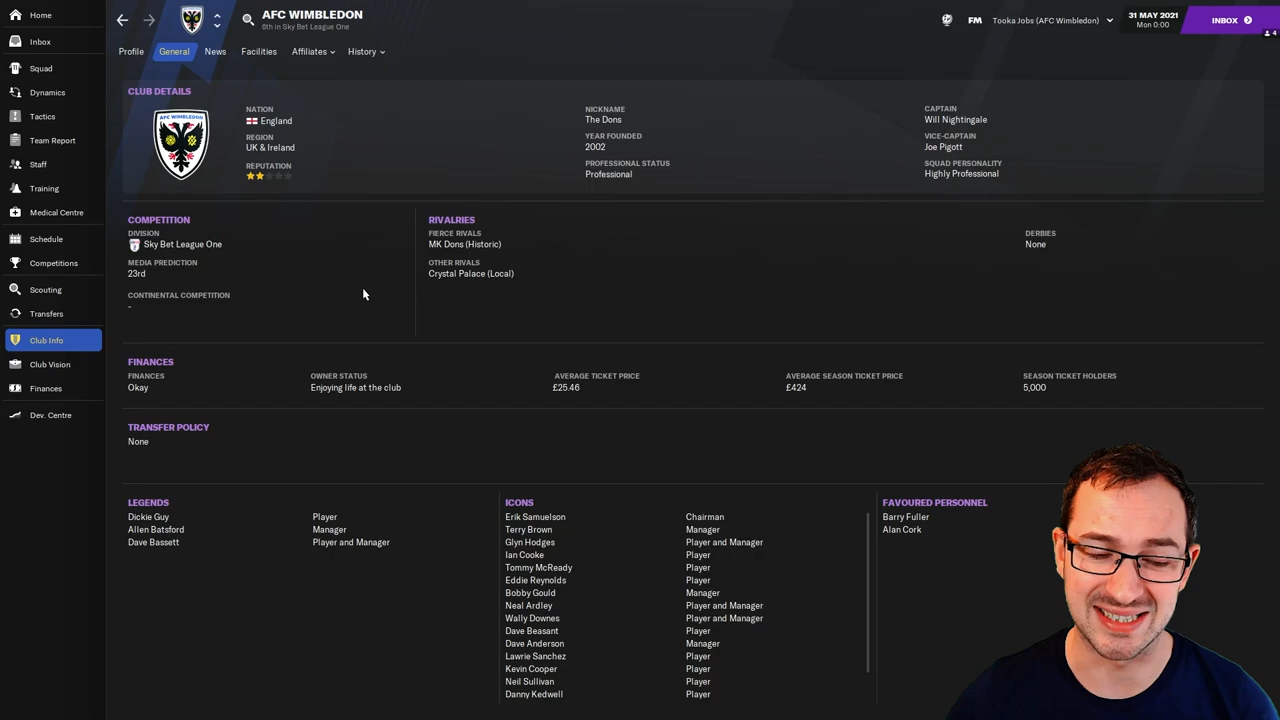 Home
Inbox
Squad
Dynamics
Tactics
Team Report
Staff
Training
Medical Centre
Schedule
Competitions
Scouting
Transfers
Club Info
Club Vision
Finances
Dev. Centre
AFC WIMBLEDON
AFC WIMBLEDON
6th in Sky Bet League One
FM
Tooka Jobs (AFC Wimbledon)
31 MAY 2021
Mon 0:00
INBOX
4
Profile
General
News
Facilities
Affiliates
History
CLUB DETAILS
AFC WIMBLEDON
NATION
England
REGION
UK & Ireland
REPUTATION
NICKNAME
The Dons
YEAR FOUNDED
2002
PROFESSIONAL STATUS
Professional
CAPTAIN
Will Nightingale
VICE-CAPTAIN
Joe Pigott
SQUAD PERSONALITY
Highly Professional
COMPETITION
DIVISION
Sky Bet League One
MEDIA PREDICTION
23rd
CONTINENTAL COMPETITION
-
RIVALRIES
FIERCE RIVALS
MK Dons (Historic)
OTHER RIVALS
Crystal Palace (Local)
DERBIES
None
FINANCES
FINANCES
Okay
OWNER STATUS
Enjoying life at the club
AVERAGE TICKET PRICE
£25.46
AVERAGE SEASON TICKET PRICE
£424
SEASON TICKET HOLDERS
5,000
TRANSFER POLICY
None
LEGENDS
Dickie Guy Player
Allen Batsford Manager
Dave Bassett Player and Manager
ICONS
Erik Samuelson Chairman
Terry Brown Manager
Glyn Hodges Player and Manager
Ian Cooke Player
Tommy McReady Player
Eddie Reynolds Player
Bobby Gould Manager
Neal Ardley Player and Manager
Wally Downes Player and Manager
Dave Beasant Player
Dave Anderson Manager
Lawrie Sanchez Player
Kevin Cooper Player
Neil Sullivan Player
Danny Kedwell Player
FAVOURED PERSONNEL
Barry Fuller
Alan Cork